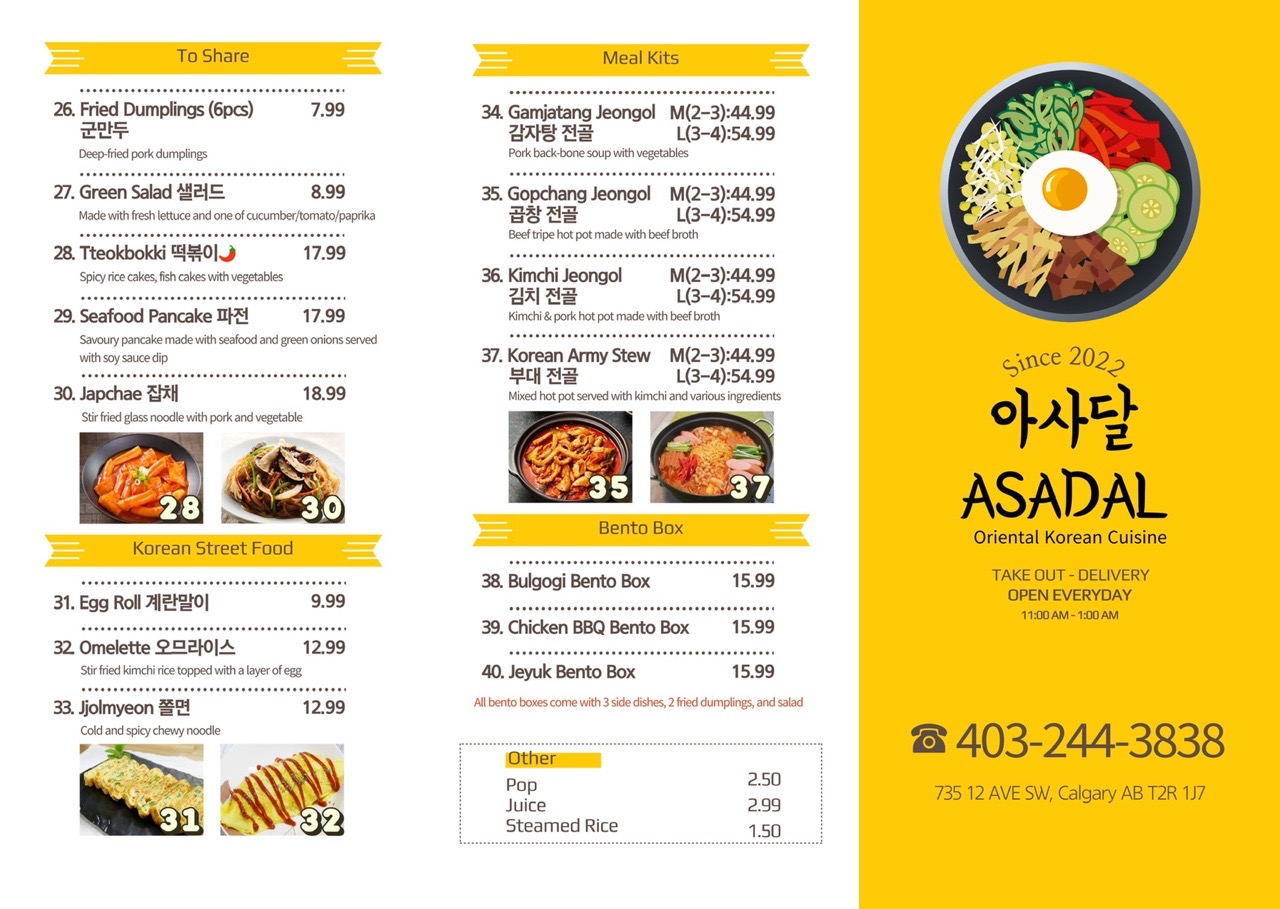 To Share
26. Fried Dumplings (6pcs) 7.99
군만두
Deep-fried pork dumplings
27. Green Salad 샐러드 8.99
Made with fresh lettuce and one of cucumber/tomato/paprika
28. Tteokbokki 떡볶이🌶️ 17.99
Spicy rice cakes, fish cakes with vegetables
29. Seafood Pancake 파전 17.99
Savoury pancake made with seafood and green onions served
with soy sauce dip
30. Japchae 잡채 18.99
Stir fried glass noodle with pork and vegetable
28 30
Korean Street Food
31. Egg Roll 계란말이 9.99
32. Omelette 오므라이스 12.99
Stir fried kimchi rice topped with a layer of egg
33. Jjolmyeon 쫄면 12.99
Cold and spicy chewy noodle
31 32
Meal Kits
34. Gamjatang Jeongol M(2-3):44.99
감자탕 전골 L(3-4):54.99
Pork back-bone soup with vegetables
35. Gopchang Jeongol M(2-3):44.99
곱창 전골 L(3-4):54.99
Beef tripe hot pot made with beef broth
36. Kimchi Jeongol M(2-3):44.99
김치 전골 L(3-4):54.99
Kimchi & pork hot pot made with beef broth
37. Korean Army Stew M(2-3):44.99
부대 전골 L(3-4):54.99
Mixed hot pot served with kimchi and various ingredients
35 37
Bento Box
38. Bulgogi Bento Box 15.99
39. Chicken BBQ Bento Box 15.99
40. Jeyuk Bento Box 15.99
All bento boxes come with 3 side dishes, 2 fried dumplings, and salad
Other
Pop 2.50
Juice 2.99
Steamed Rice 1.50
Since 2022
아사달
ASADAL
Oriental Korean Cuisine
TAKE OUT - DELIVERY
OPEN EVERYDAY
11:00 AM - 1:00 AM
☎ 403-244-3838
735 12 AVE SW, Calgary AB T2R 1J7